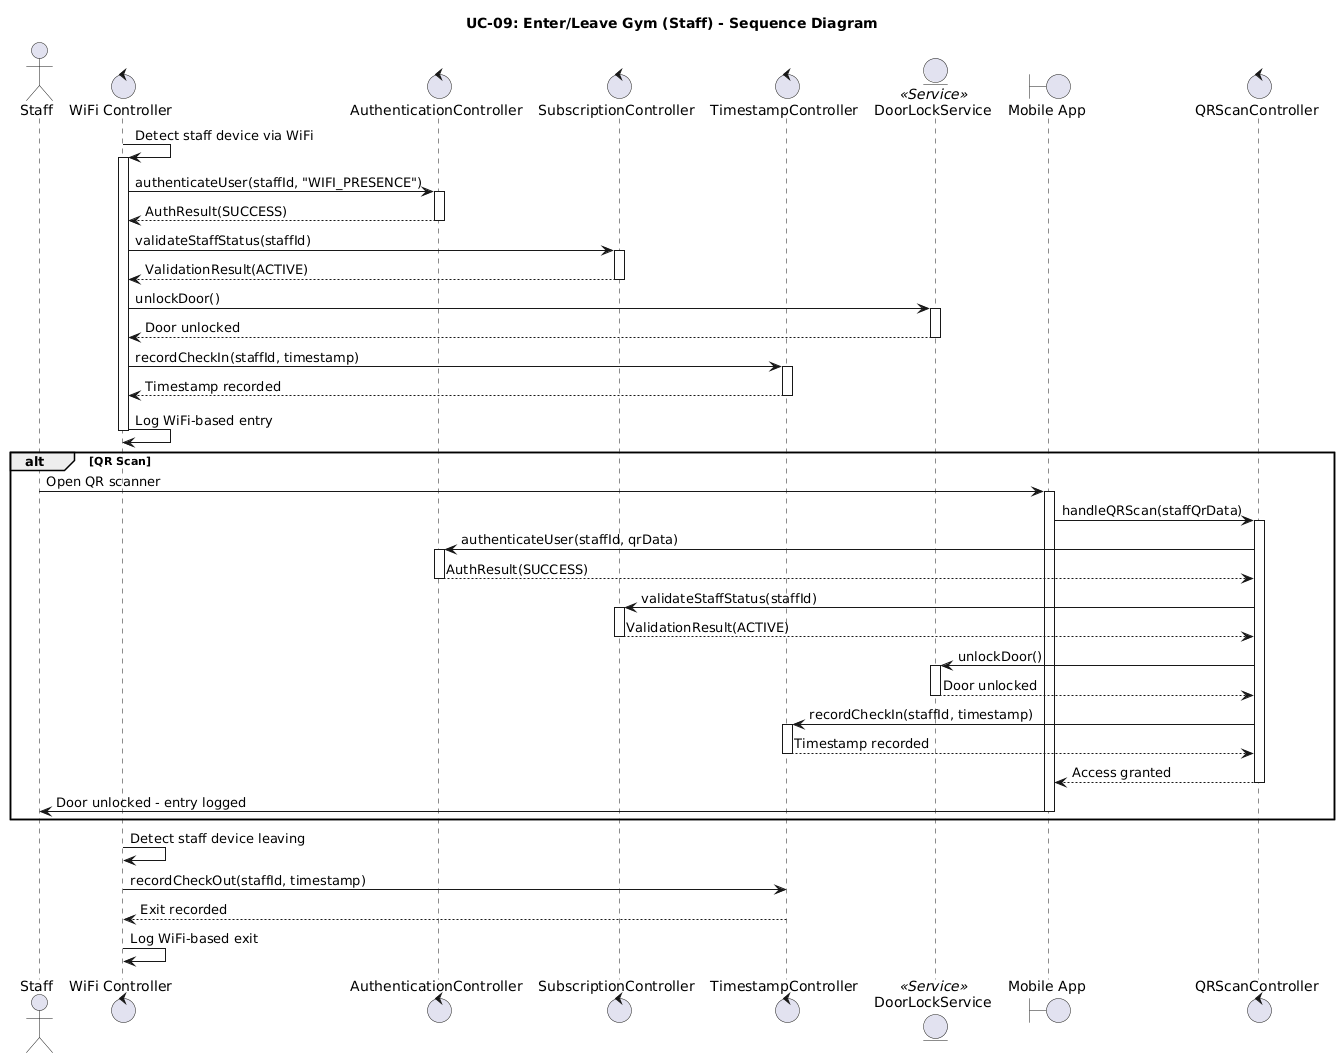 UC-09: Enter/Leave Gym (Staff) - Sequence Diagram
Staff
WiFi Controller
AuthenticationController
SubscriptionController
TimestampController
«Service»
DoorLockService
Mobile App
QRScanController
Detect staff device via WiFi
authenticateUser(staffId, "WIFI_PRESENCE")
AuthResult(SUCCESS)
validateStaffStatus(staffId)
ValidationResult(ACTIVE)
unlockDoor()
Door unlocked
recordCheckIn(staffId, timestamp)
Timestamp recorded
Log WiFi-based entry
alt [QR Scan]
Open QR scanner
handleQRScan(staffQrData)
authenticateUser(staffId, qrData)
AuthResult(SUCCESS)
validateStaffStatus(staffId)
ValidationResult(ACTIVE)
unlockDoor()
Door unlocked
recordCheckIn(staffId, timestamp)
Timestamp recorded
Access granted
Door unlocked - entry logged
Detect staff device leaving
recordCheckOut(staffId, timestamp)
Exit recorded
Log WiFi-based exit
Staff
WiFi Controller
AuthenticationController
SubscriptionController
TimestampController
«Service»
DoorLockService
Mobile App
QRScanController